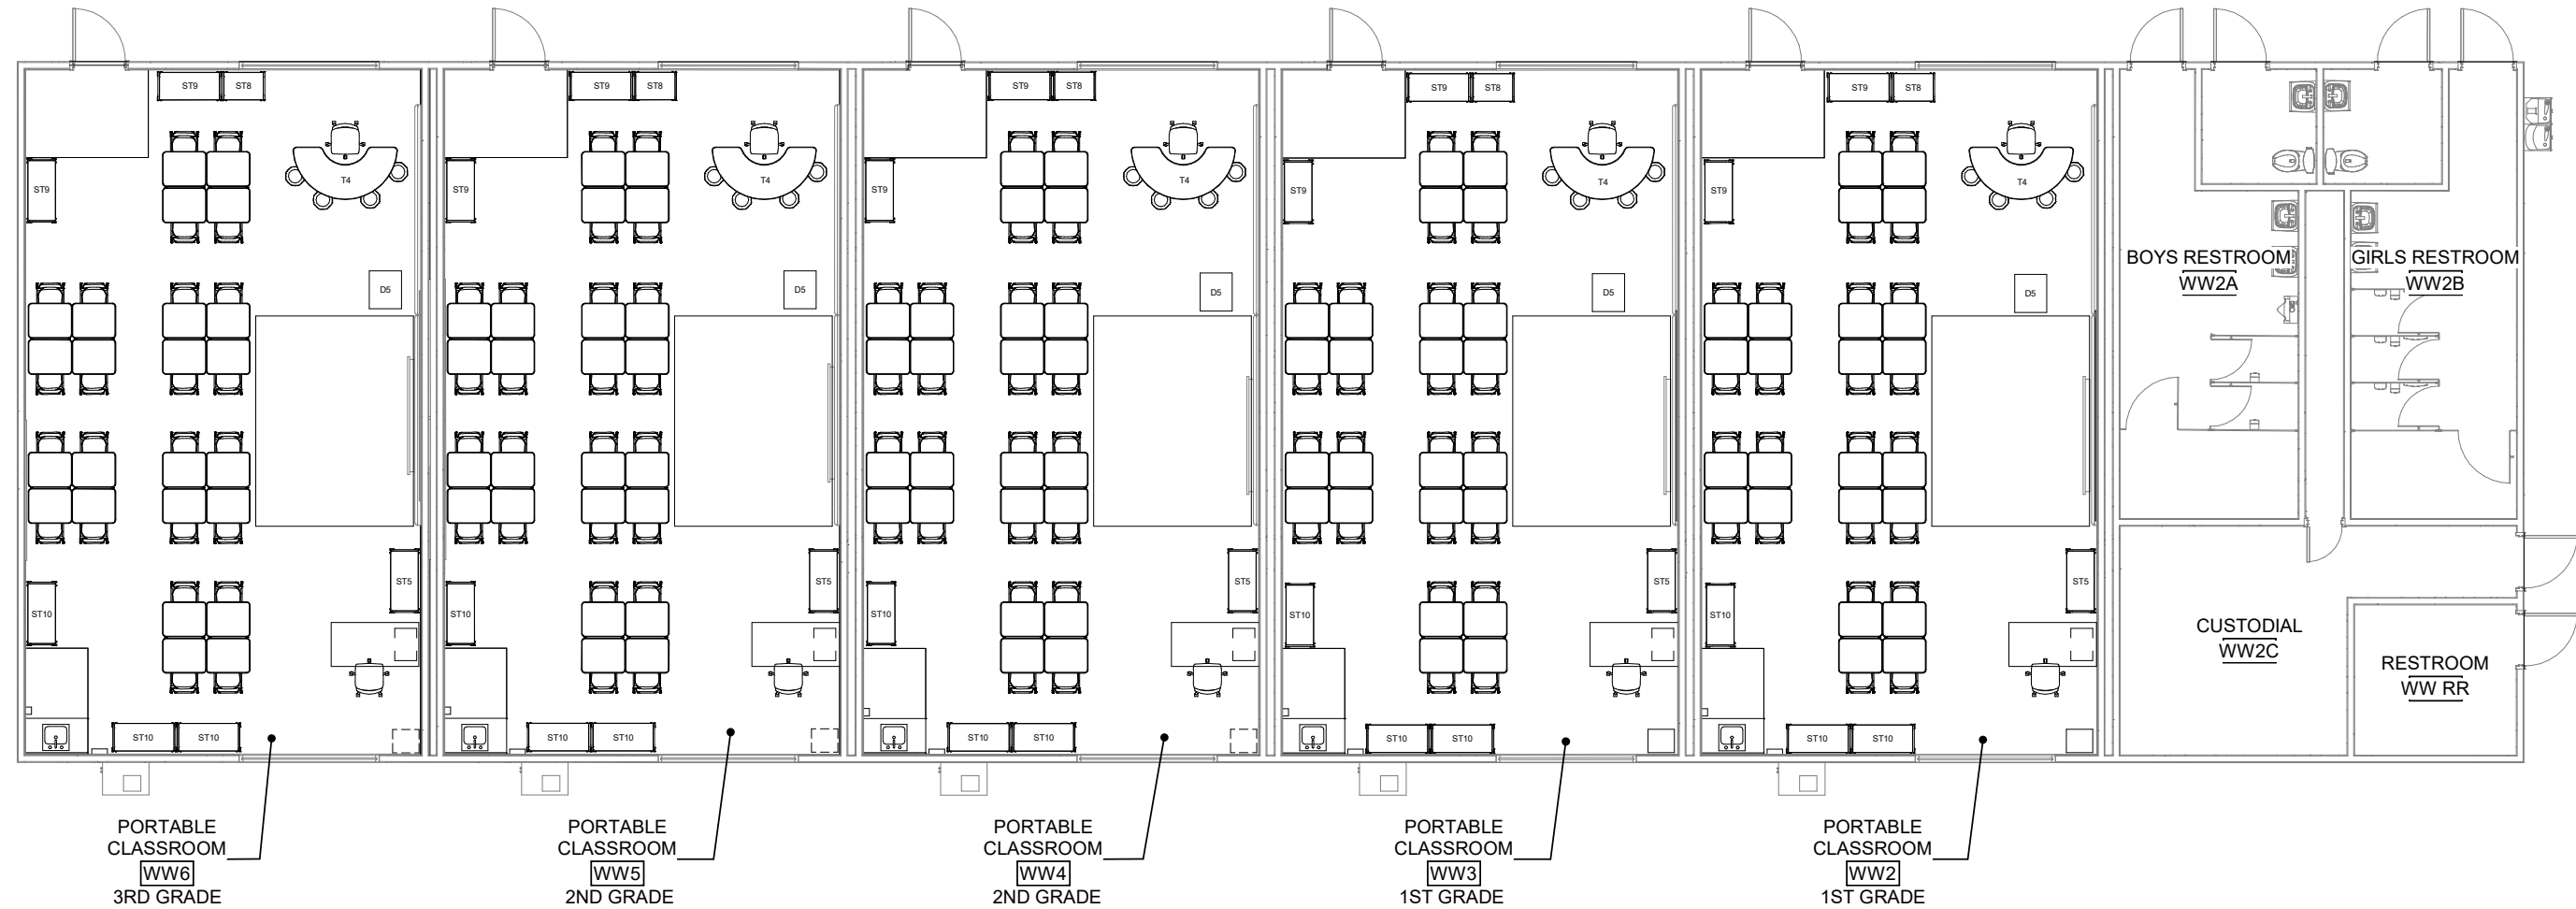 ST9 ST8
ST9
T4
D5
ST5
ST10
ST10 ST10
ST9 ST8
ST9
T4
D5
ST5
ST10
ST10 ST10
ST9 ST8
ST9
T4
D5
ST5
ST10
ST10 ST10
ST9 ST8
ST9
T4
D5
ST5
ST10
ST10 ST10
ST9 ST8
ST9
T4
D5
ST5
ST10
ST10 ST10
BOYS RESTROOM
WW2A
GIRLS RESTROOM
WW2B
CUSTODIAL
WW2C
RESTROOM
WW RR
PORTABLE
CLASSROOM
WW6
3RD GRADE
PORTABLE
CLASSROOM
WW5
2ND GRADE
PORTABLE
CLASSROOM
WW4
2ND GRADE
PORTABLE
CLASSROOM
WW3
1ST GRADE
PORTABLE
CLASSROOM
WW2
1ST GRADE